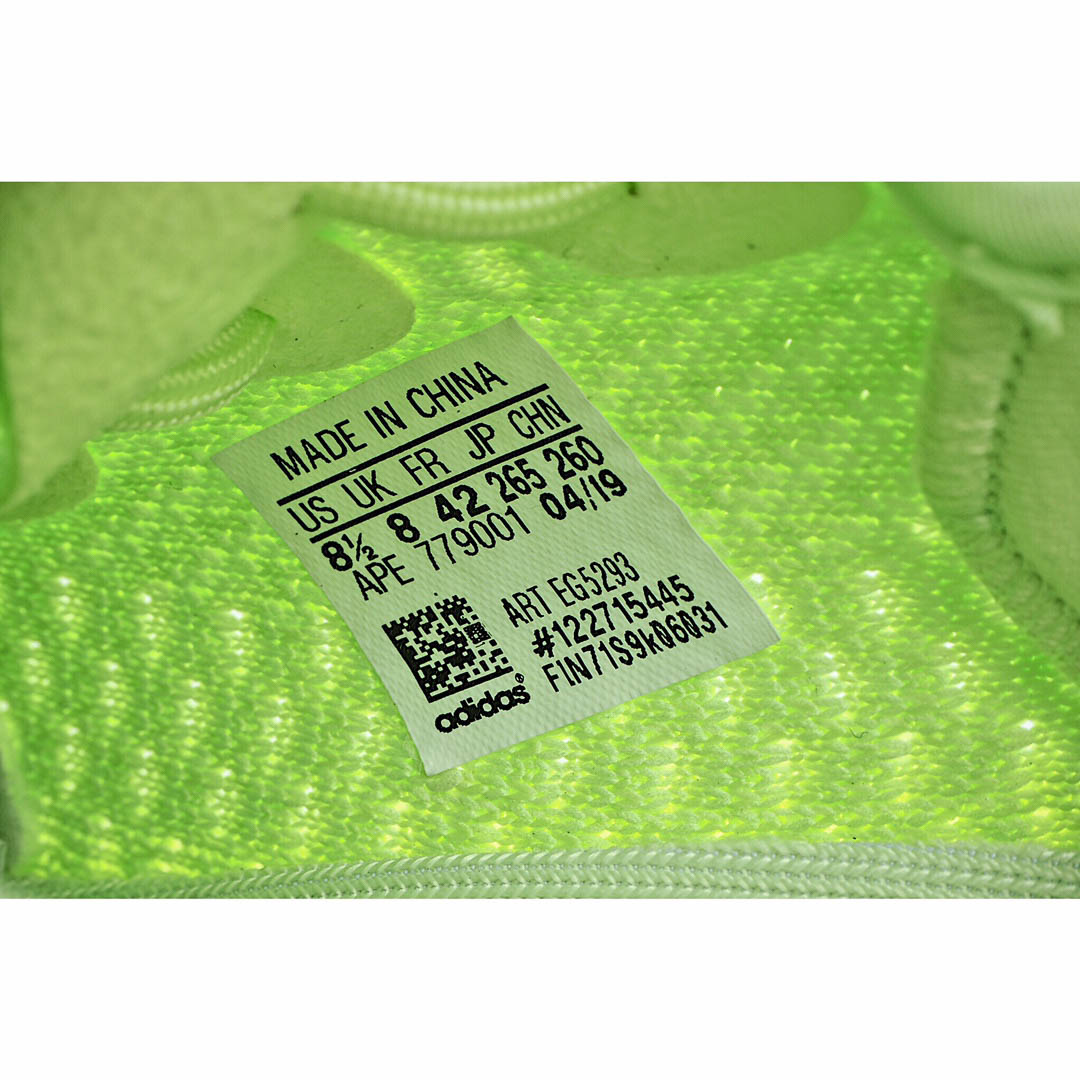 MADE IN CHINA
US UK FR JP CHN
8½ 8 42 265 260
APE 779001 04/19
ART EG5293
#122715445
FIN71S9K06031
adidas®